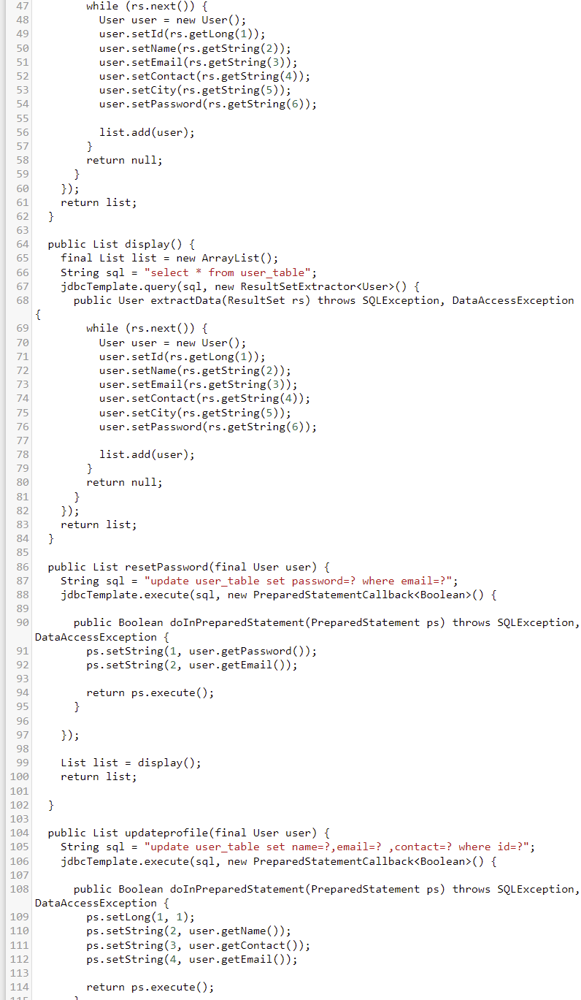 47         while (rs.next()) {
48           User user = new User();
49           user.setId(rs.getLong(1));
50           user.setName(rs.getString(2));
51           user.setEmail(rs.getString(3));
52           user.setContact(rs.getString(4));
53           user.setCity(rs.getString(5));
54           user.setPassword(rs.getString(6));
55
56           list.add(user);
57         }
58         return null;
59       }
60     });
61     return list;
62   }
63
64   public List display() {
65     final List list = new ArrayList();
66     String sql = "select * from user_table";
67     jdbcTemplate.query(sql, new ResultSetExtractor<User>() {
68       public User extractData(ResultSet rs) throws SQLException, DataAccessException
{
69         while (rs.next()) {
70           User user = new User();
71           user.setId(rs.getLong(1));
72           user.setName(rs.getString(2));
73           user.setEmail(rs.getString(3));
74           user.setContact(rs.getString(4));
75           user.setCity(rs.getString(5));
76           user.setPassword(rs.getString(6));
77
78           list.add(user);
79         }
80         return null;
81       }
82     });
83     return list;
84   }
85
86   public List resetPassword(final User user) {
87     String sql = "update user_table set password=? where email=?";
88     jdbcTemplate.execute(sql, new PreparedStatementCallback<Boolean>() {
89
90       public Boolean doInPreparedStatement(PreparedStatement ps) throws SQLException,
DataAccessException {
91         ps.setString(1, user.getPassword());
92         ps.setString(2, user.getEmail());
93
94         return ps.execute();
95       }
96
97     });
98
99     List list = display();
100     return list;
101
102   }
103
104   public List updateprofile(final User user) {
105     String sql = "update user_table set name=?,email=? ,contact=? where id=?";
106     jdbcTemplate.execute(sql, new PreparedStatementCallback<Boolean>() {
107
108       public Boolean doInPreparedStatement(PreparedStatement ps) throws SQLException,
DataAccessException {
109         ps.setLong(1, 1);
110         ps.setString(2, user.getName());
111         ps.setString(3, user.getContact());
112         ps.setString(4, user.getEmail());
113
114         return ps.execute();
115       }